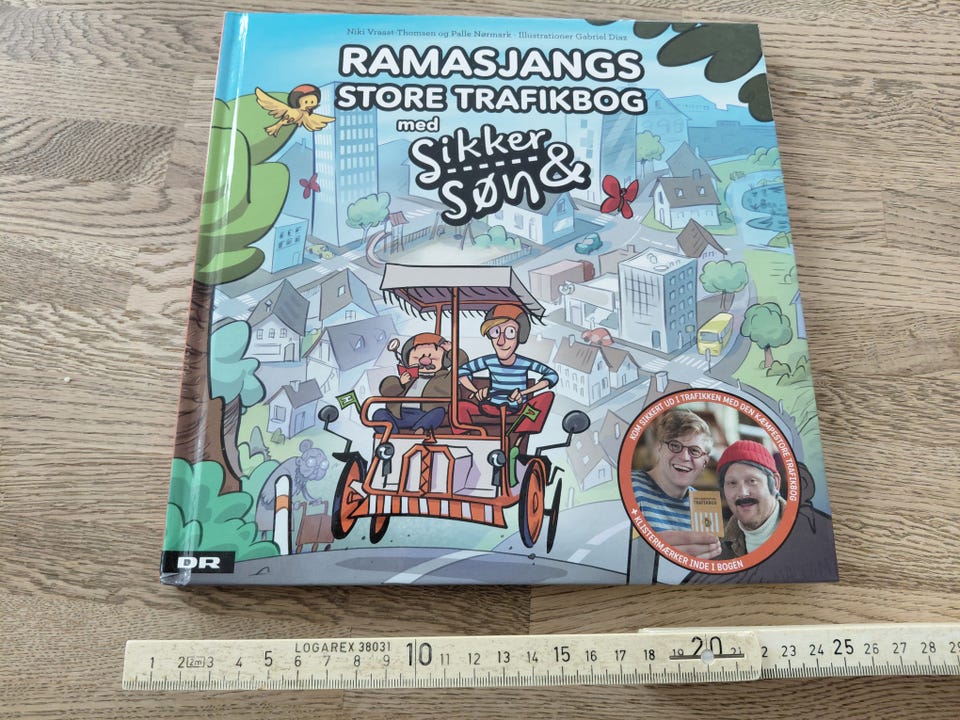 Niki Vraast-Thomsen og Palle Nørmark · Illustrationer Gabriel Diaz
RAMASJANGS
STORE TRAFIKBOG
med
Sikker
& SØN
KOM SIKKERT UD I TRAFIKKEN MED DEN KÆMPESTORE TRAFIKBOG
TRAFIKBOG
+ KLISTERMÆRKER INDE I BOGEN
DR
LOGAREX 38031
1 2 2m 3 4 5 6 7 8 9 10 11 12 13 14 15 16 17 18 19 20 21 2 23 24 25 26 27 28 29